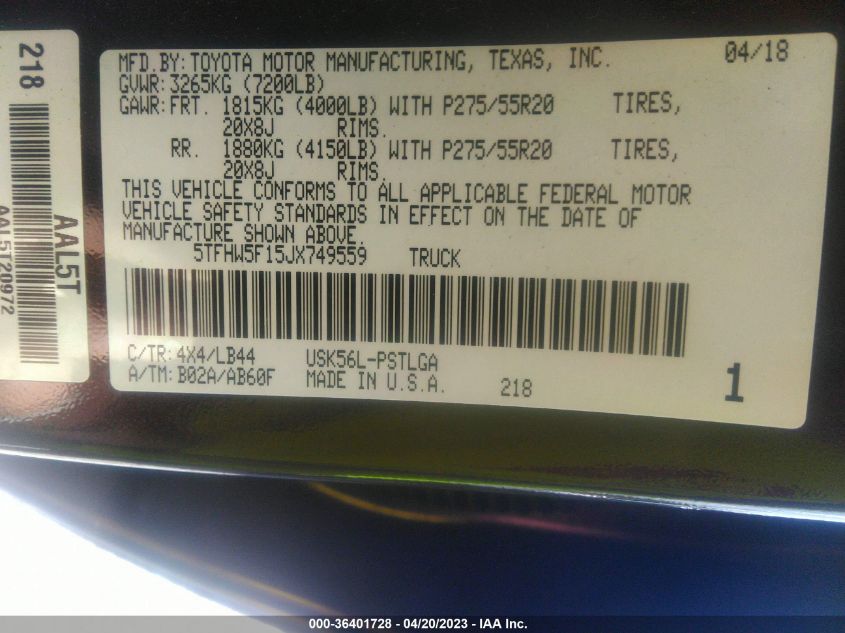 218
AAL5T
AAL5T20972
MFD.BY:TOYOTA MOTOR MANUFACTURING, TEXAS, INC. 04/18
GVWR:3265KG (7200LB)
GAWR:FRT. 1815KG (4000LB) WITH P275/55R20 TIRES,
20X8J RIMS.
RR. 1880KG (4150LB) WITH P275/55R20 TIRES,
20X8J RIMS.
THIS VEHICLE CONFORMS TO ALL APPLICABLE FEDERAL MOTOR
VEHICLE SAFETY STANDARDS IN EFFECT ON THE DATE OF
MANUFACTURE SHOWN ABOVE.
5TFHW5F15JX749559 TRUCK
C/TR:4X4/LB44 USK56L-PSTLGA
A/TM:B02A/AB60F MADE IN U.S.A. 218 1
000-36401728 - 04/20/2023 - IAA Inc.